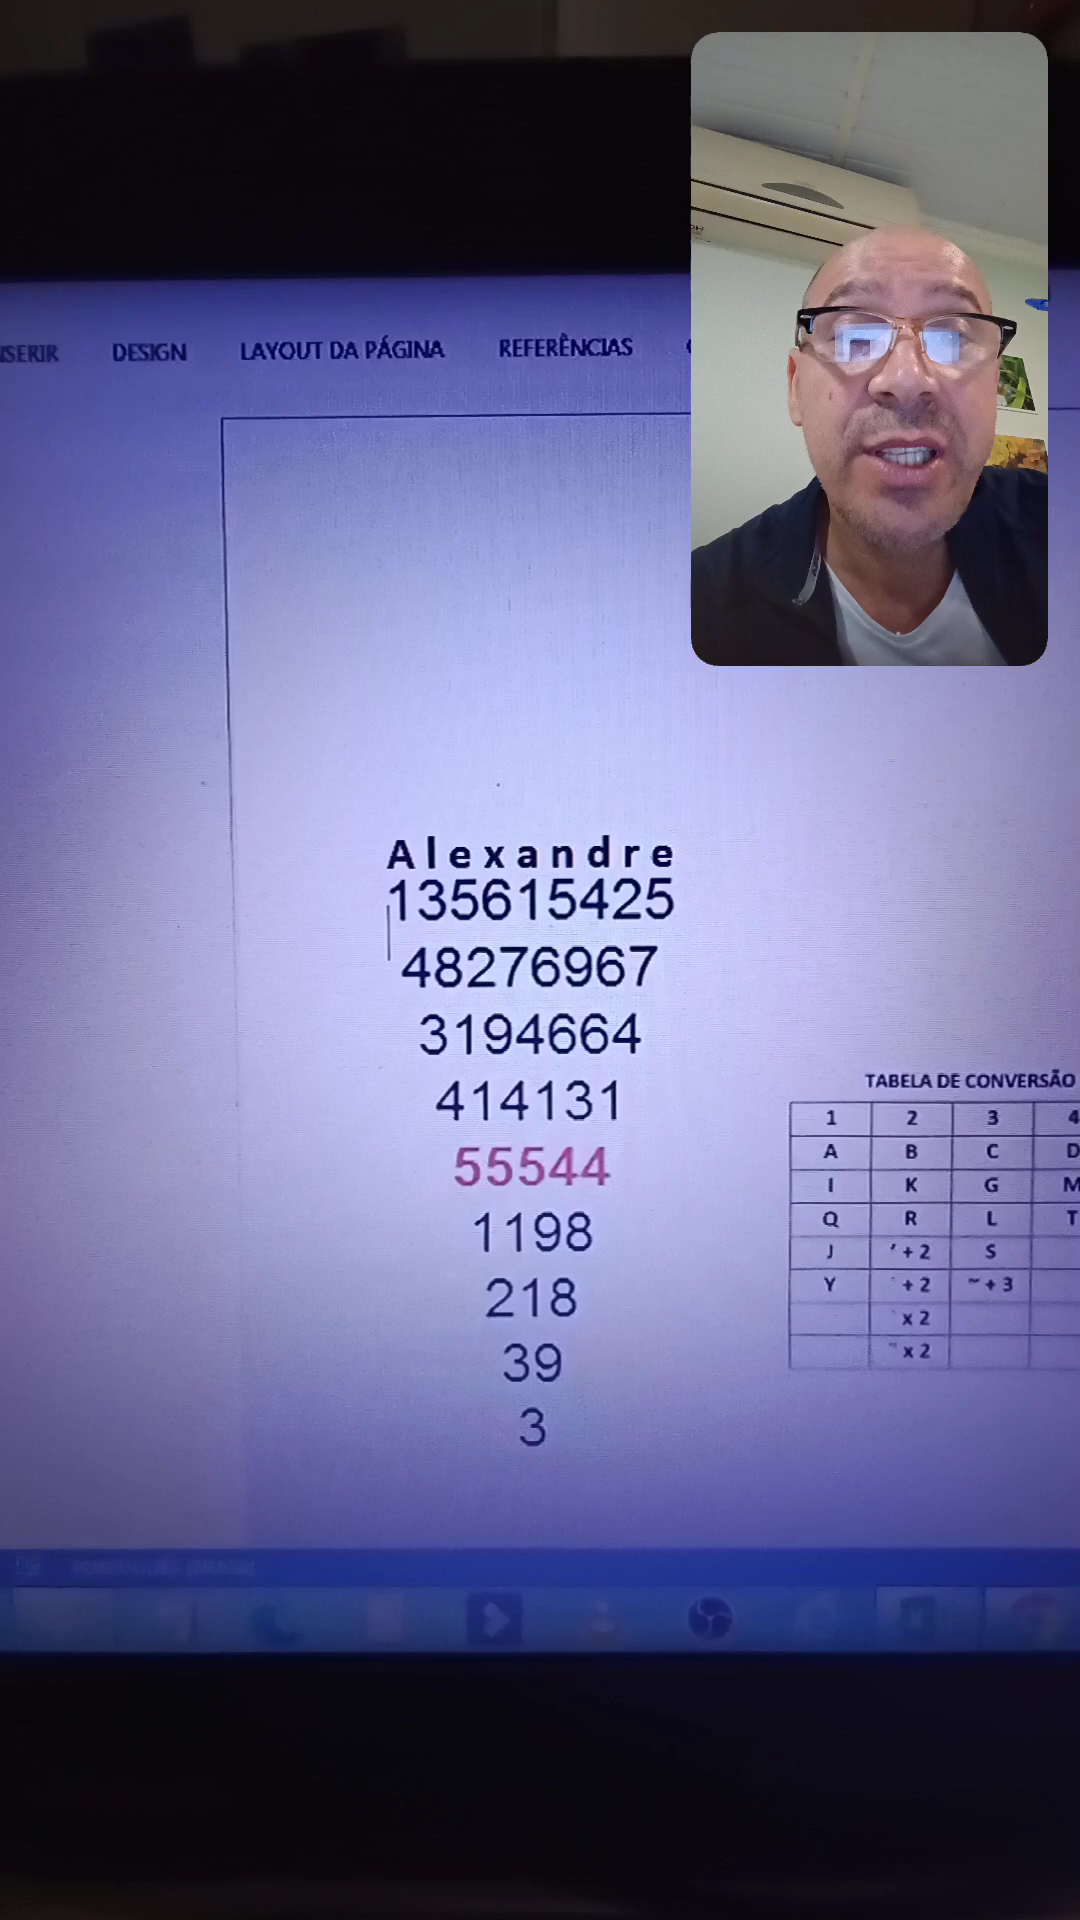 DESIGN LAYOUT DA PÁGINA REFERÊNCIAS
Alexandre
135615425
48276967
3194664
414131
55544
1198
218
39
3
TABELA DE CONVERSÃO
1 2 3 4
A B C D
I K G M
Q R L T
J ′ + 2 S
Y ` + 2 ~ + 3
x 2
¨ x 2